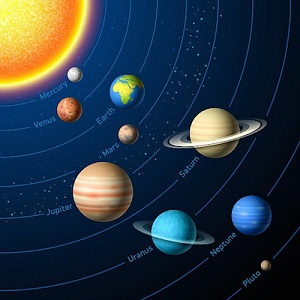 Mercury
Venus
Earth
Mars
Jupiter
Saturn
Uranus
Neptune
Pluto